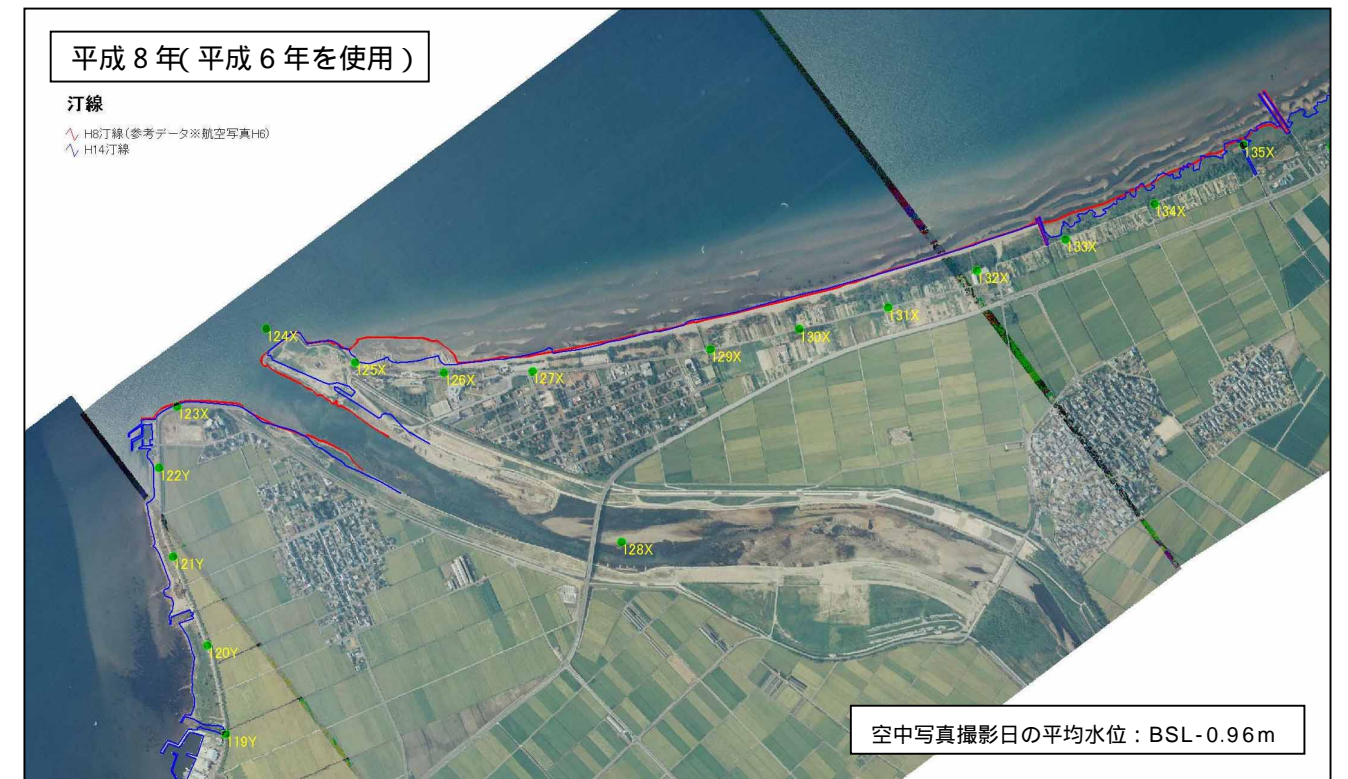 平成8年(平成6年を使用)
汀線
H8汀線(参考データ※航空写真H6)
H14汀線
135X
134X
133X
132X
131X
124X
130X
129X
125X
126X
127X
123X
122Y
128X
121Y
120Y
119Y
空中写真撮影日の平均水位：BSL-0.96m